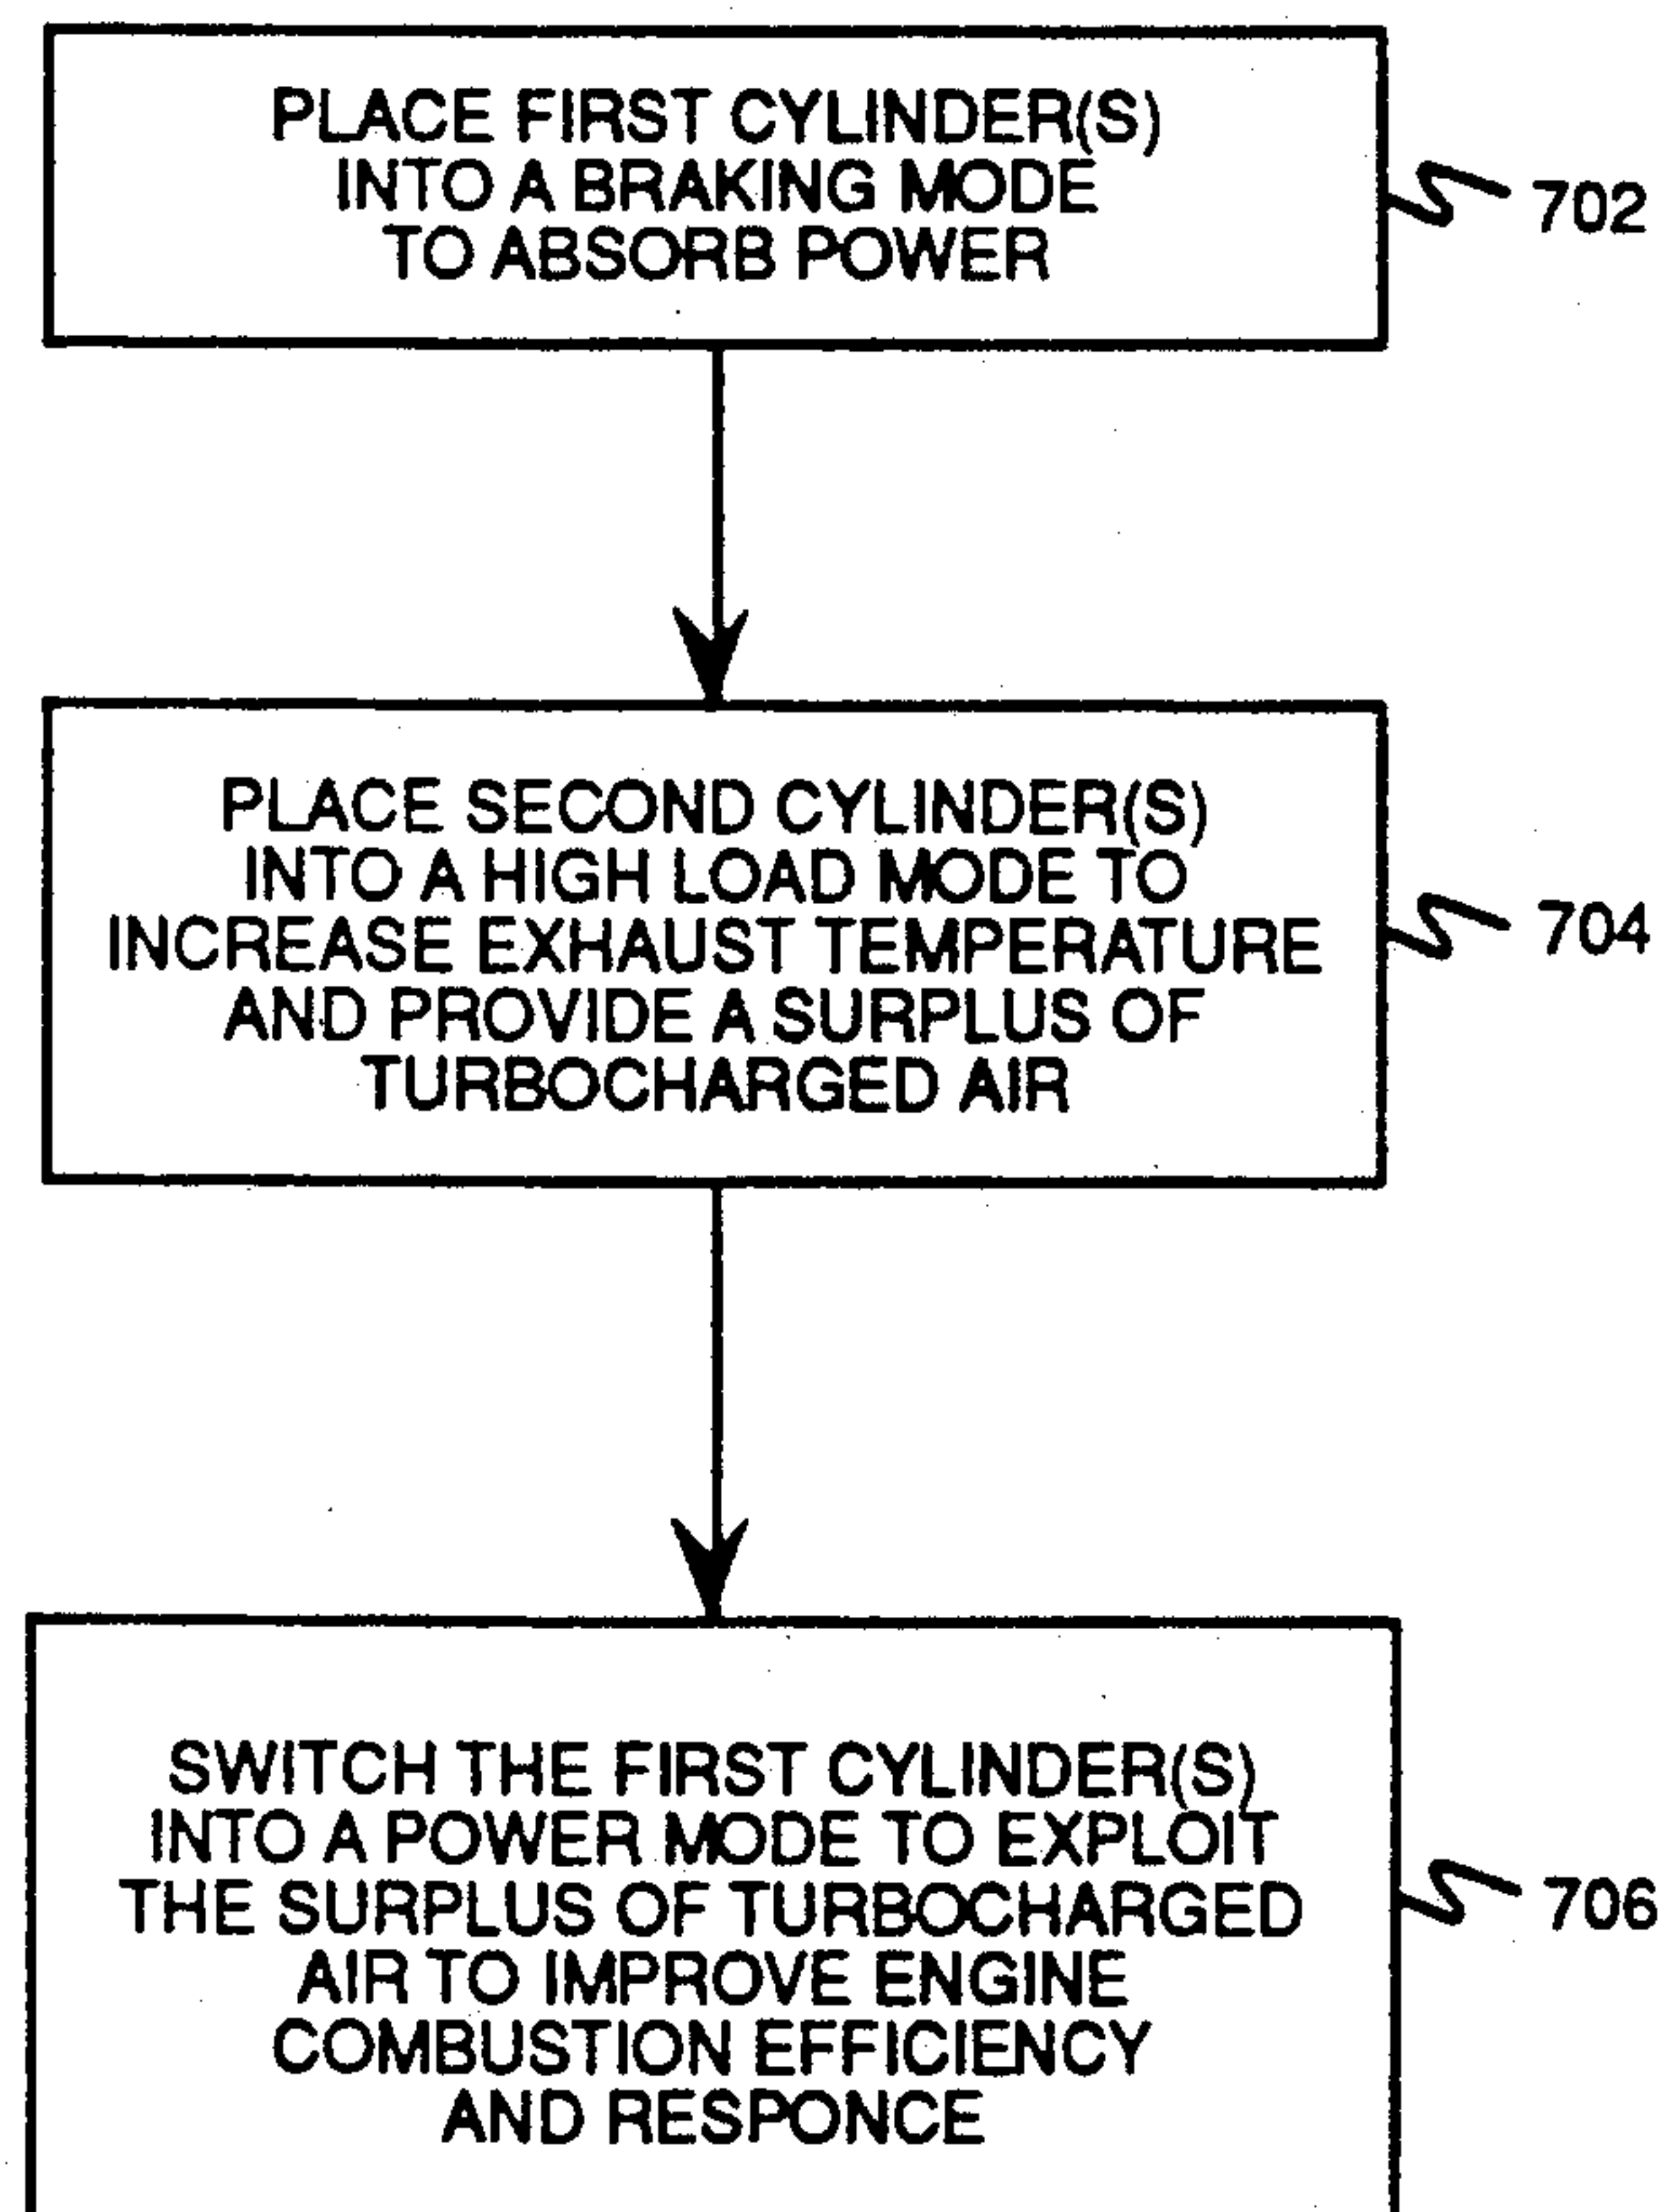 PLACE FIRST CYLINDER(S)
INTO A BRAKING MODE
TO ABSORB POWER
702
PLACE SECOND CYLINDER(S)
INTO A HIGH LOAD MODE TO
INCREASE EXHAUST TEMPERATURE
AND PROVIDE A SURPLUS OF
TURBOCHARGED AIR
704
SWITCH THE FIRST CYLINDER(S)
INTO A POWER MODE TO EXPLOIT
THE SURPLUS OF TURBOCHARGED
AIR TO IMPROVE ENGINE
COMBUSTION EFFICIENCY
AND RESPONCE
706